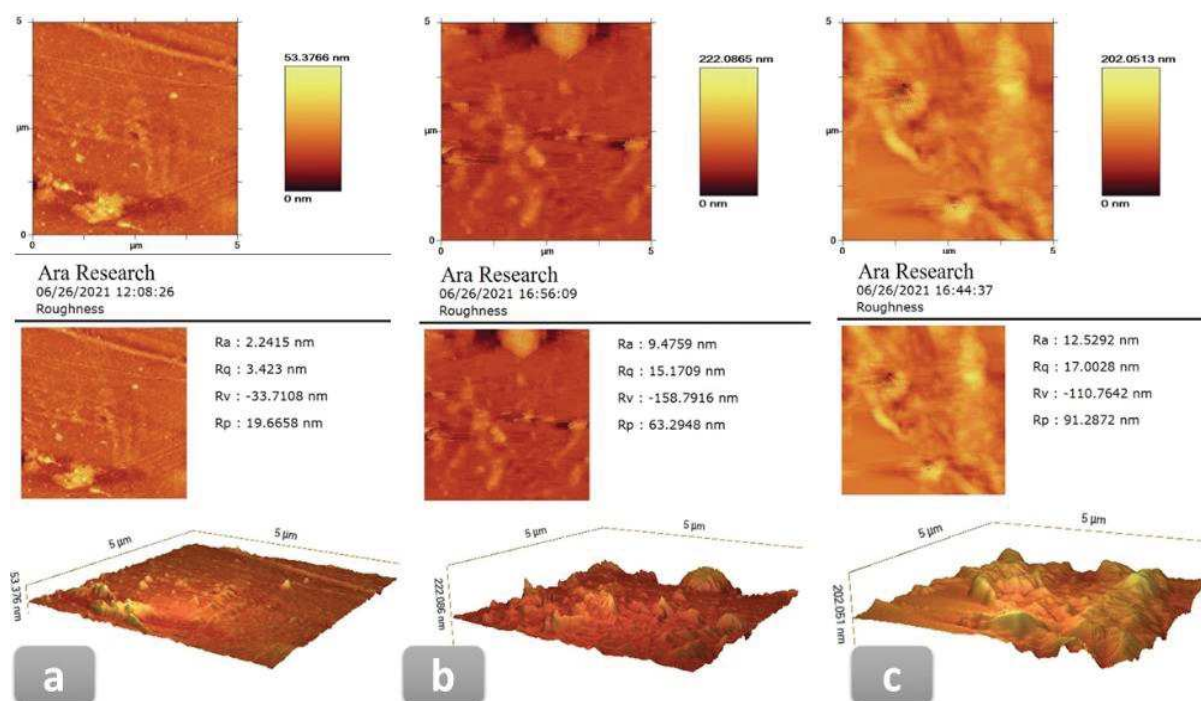 5
μm
0
0
μm
5
53.3766 nm
0 nm
Ara Research
06/26/2021 12:08:26
Roughness
Ra : 2.2415 nm
Rq : 3.423 nm
Rv : -33.7108 nm
Rp : 19.6658 nm
5 μm
5 μm
53.376 nm
a
5
μm
0
0
μm
5
222.0865 nm
0 nm
Ara Research
06/26/2021 16:56:09
Roughness
Ra : 9.4759 nm
Rq : 15.1709 nm
Rv : -158.7916 nm
Rp : 63.2948 nm
5 μm
5 μm
222.086 nm
b
5
μm
0
0
μm
5
202.0513 nm
0 nm
Ara Research
06/26/2021 16:44:37
Roughness
Ra : 12.5292 nm
Rq : 17.0028 nm
Rv : -110.7642 nm
Rp : 91.2872 nm
5 μm
5 μm
202.051 nm
c